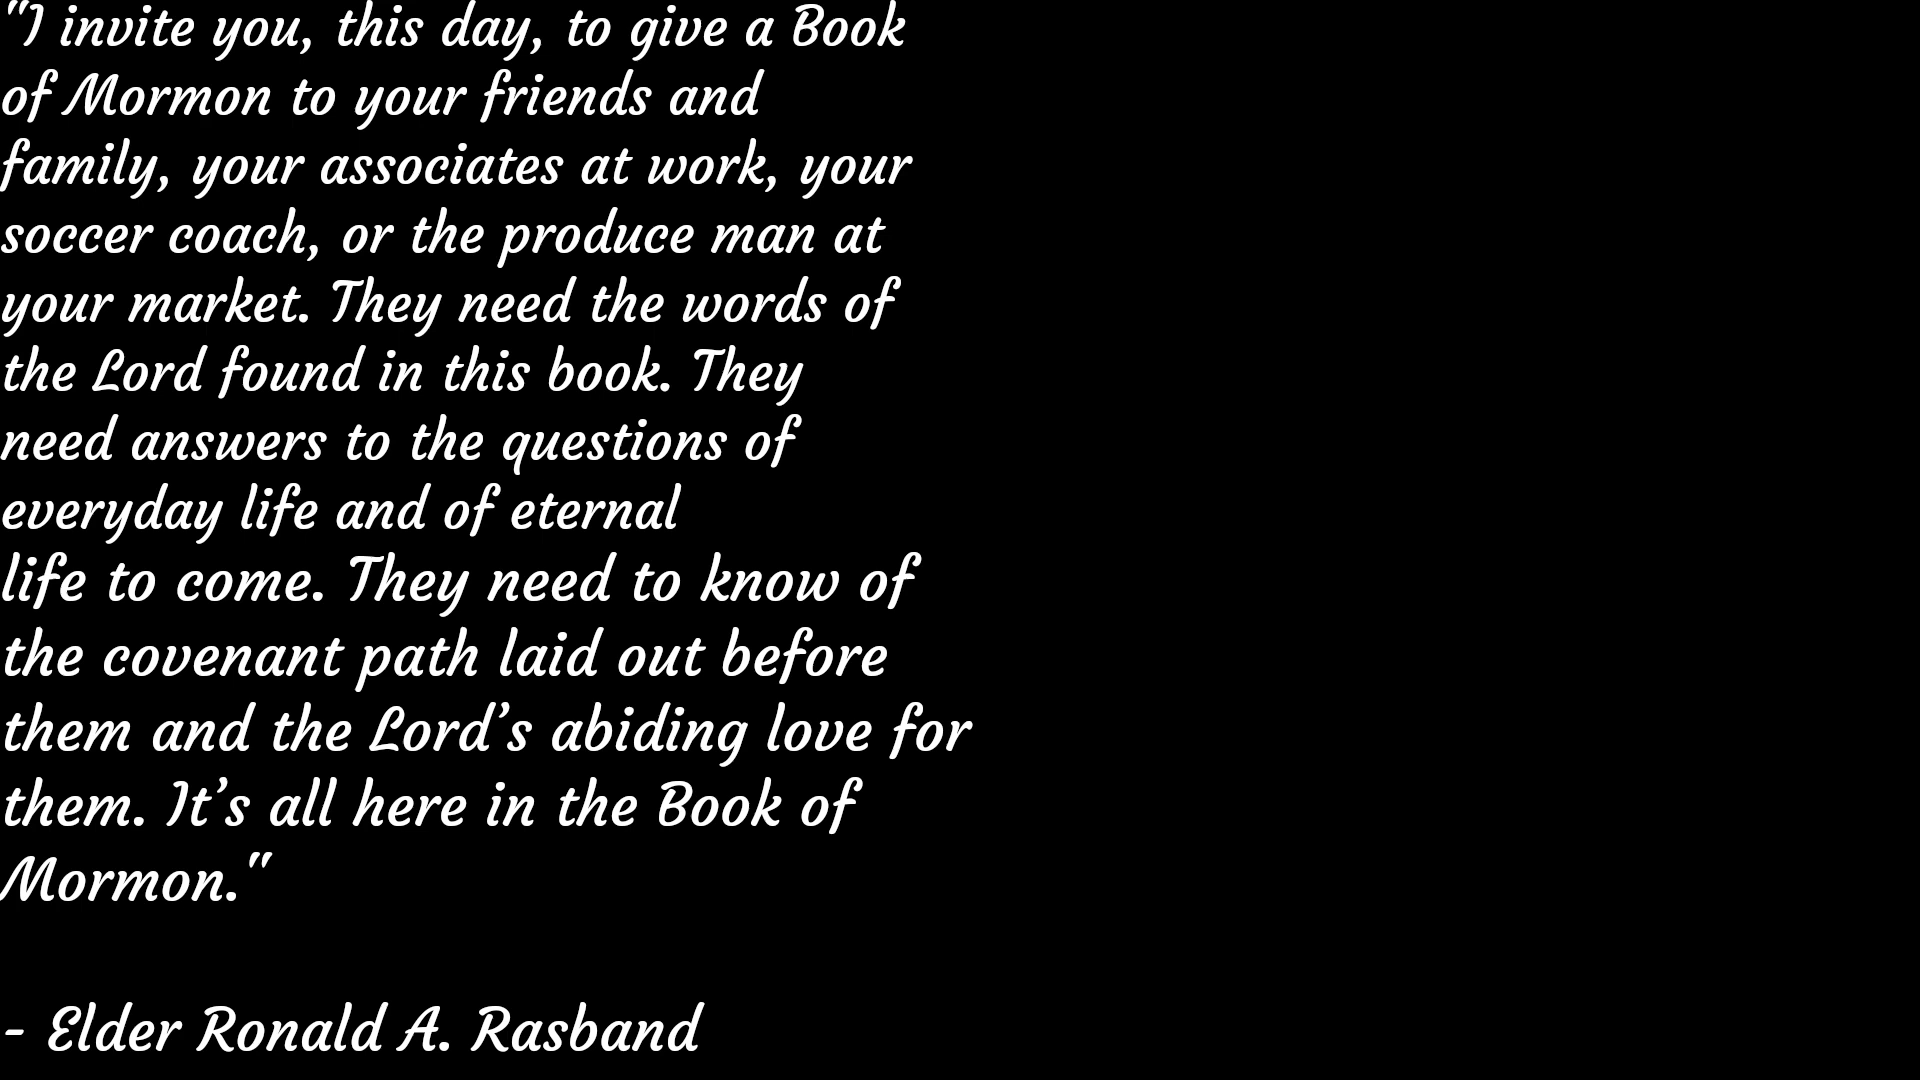 "I invite you, this day, to give a Book
of Mormon to your friends and
family, your associates at work, your
soccer coach, or the produce man at
your market. They need the words of
the Lord found in this book. They
need answers to the questions of
everyday life and of eternal
life to come. They need to know of
the covenant path laid out before
them and the Lord’s abiding love for
them. It’s all here in the Book of
Mormon."
- Elder Ronald A. Rasband